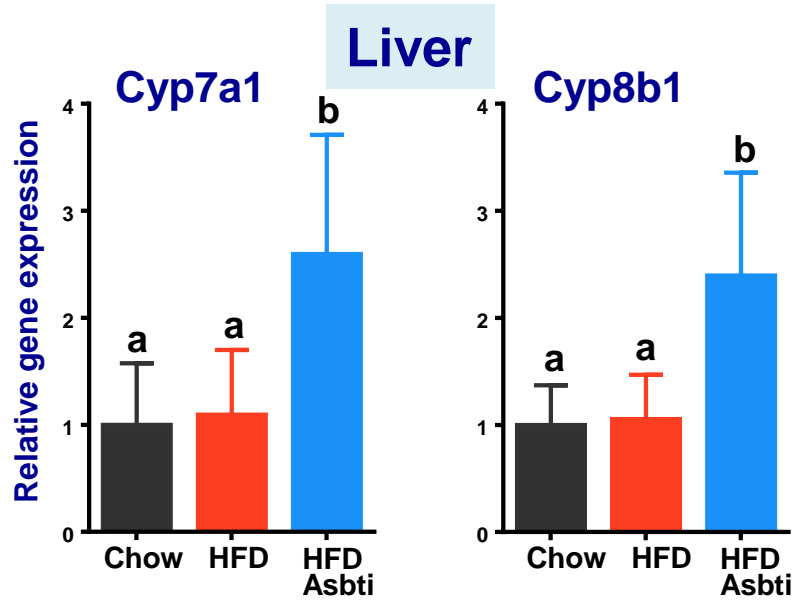 Liver
Cyp7a1
Relative gene expression
4
3
2
1
0
a
a
b
Chow
HFD
HFD
Asbti
Cyp8b1
4
3
2
1
0
a
a
b
Chow
HFD
HFD
Asbti